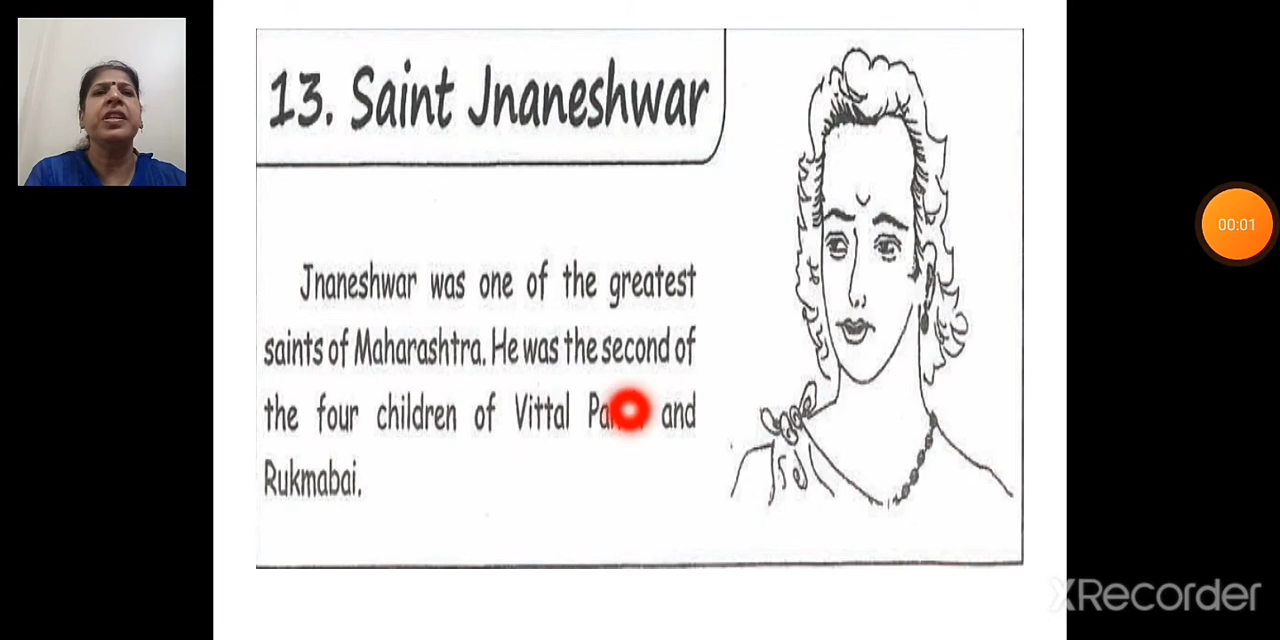 13. Saint Jnaneshwar
Jnaneshwar was one of the greatest
saints of Maharashtra. He was the second of
the four children of Vittal and
Rukmabai.
00:01
XRecorder